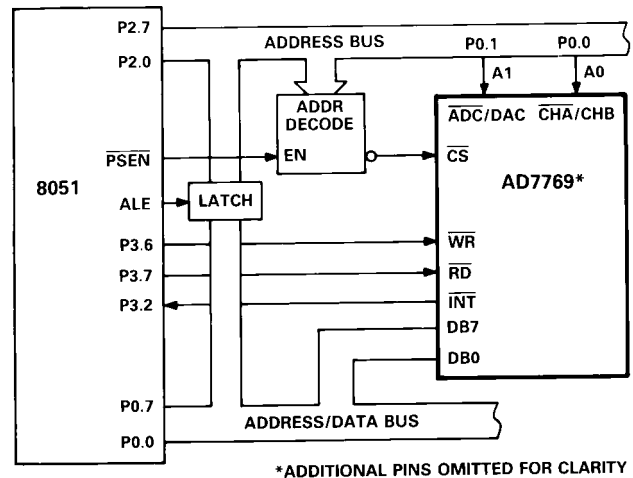 P2.7
ADDRESS BUS
P0.1
P0.0
P2.0
A1
A0
ADDR
DECODE
ADC/DAC
CHA/CHB
PSEN
EN
CS
8051
AD7769*
ALE
LATCH
P3.6
WR
P3.7
RD
P3.2
INT
DB7
DB0
P0.7
ADDRESS/DATA BUS
P0.0
*ADDITIONAL PINS OMITTED FOR CLARITY